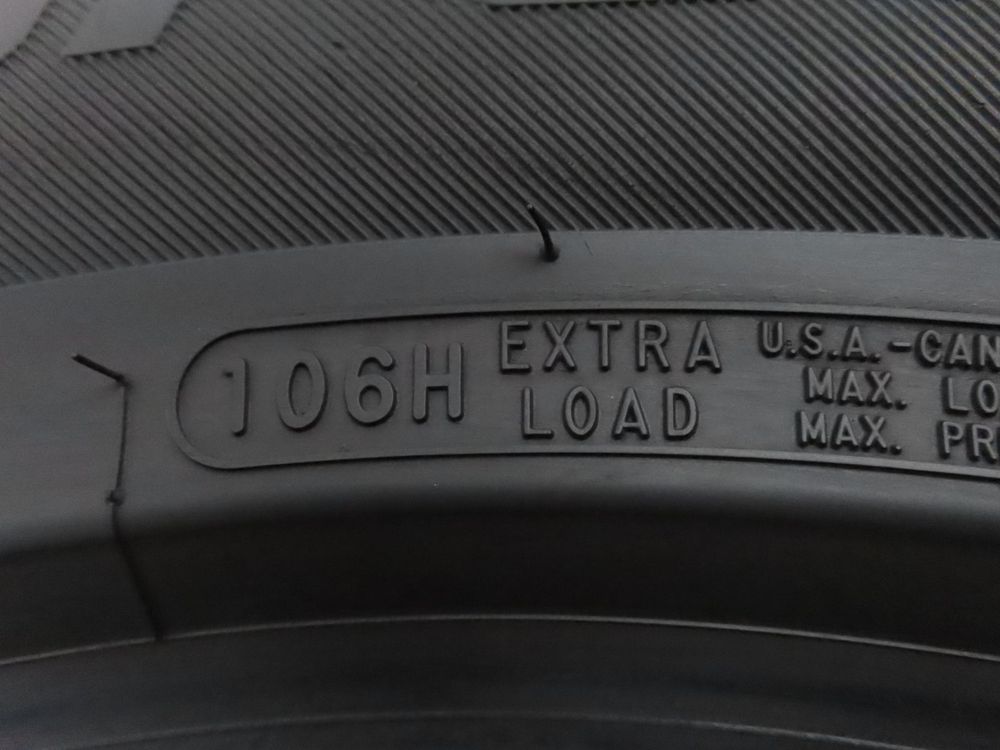 106H
EXTRA
LOAD
U.S.A.-CAN
MAX. LO
MAX. PR